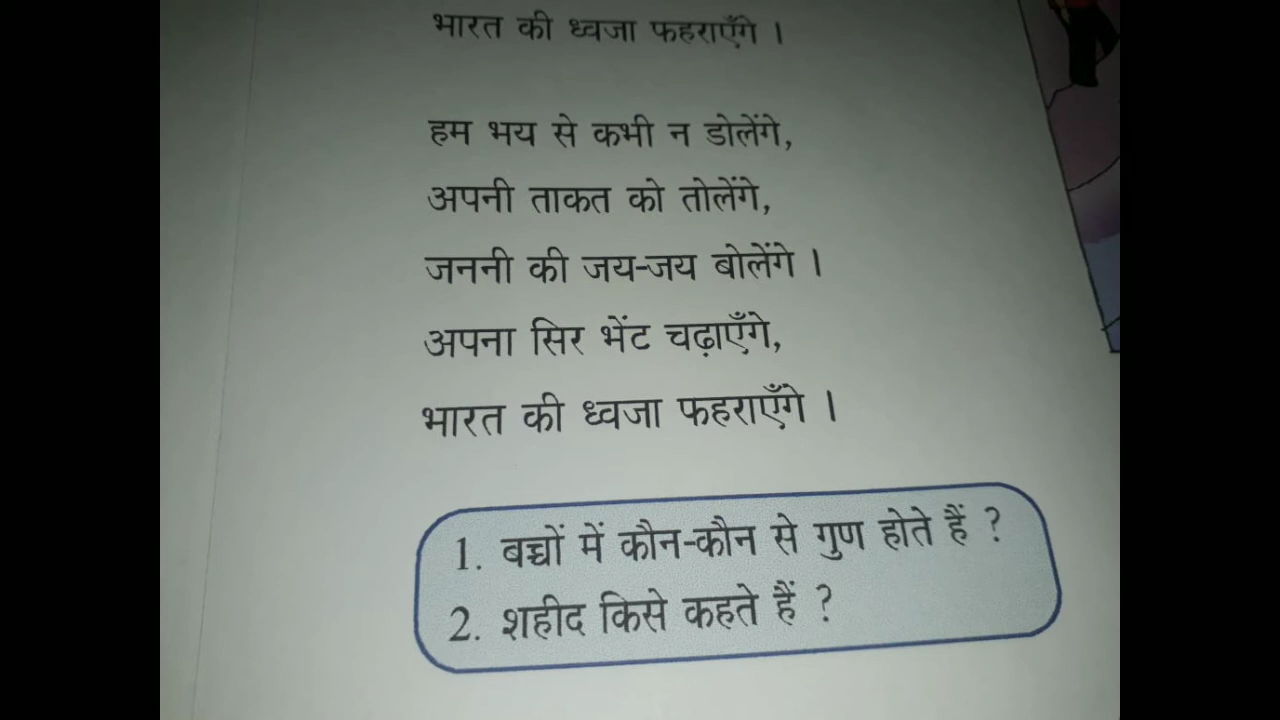 भारत की ध्वजा फहराएँगे ।
हम भय से कभी न डोलेंगे,
अपनी ताकत को तोलेंगे,
जननी की जय-जय बोलेंगे ।
अपना सिर भेंट चढ़ाएँगे,
भारत की ध्वजा फहराएँगे ।
1. बच्चों में कौन-कौन से गुण होते हैं ?
2. शहीद किसे कहते हैं ?